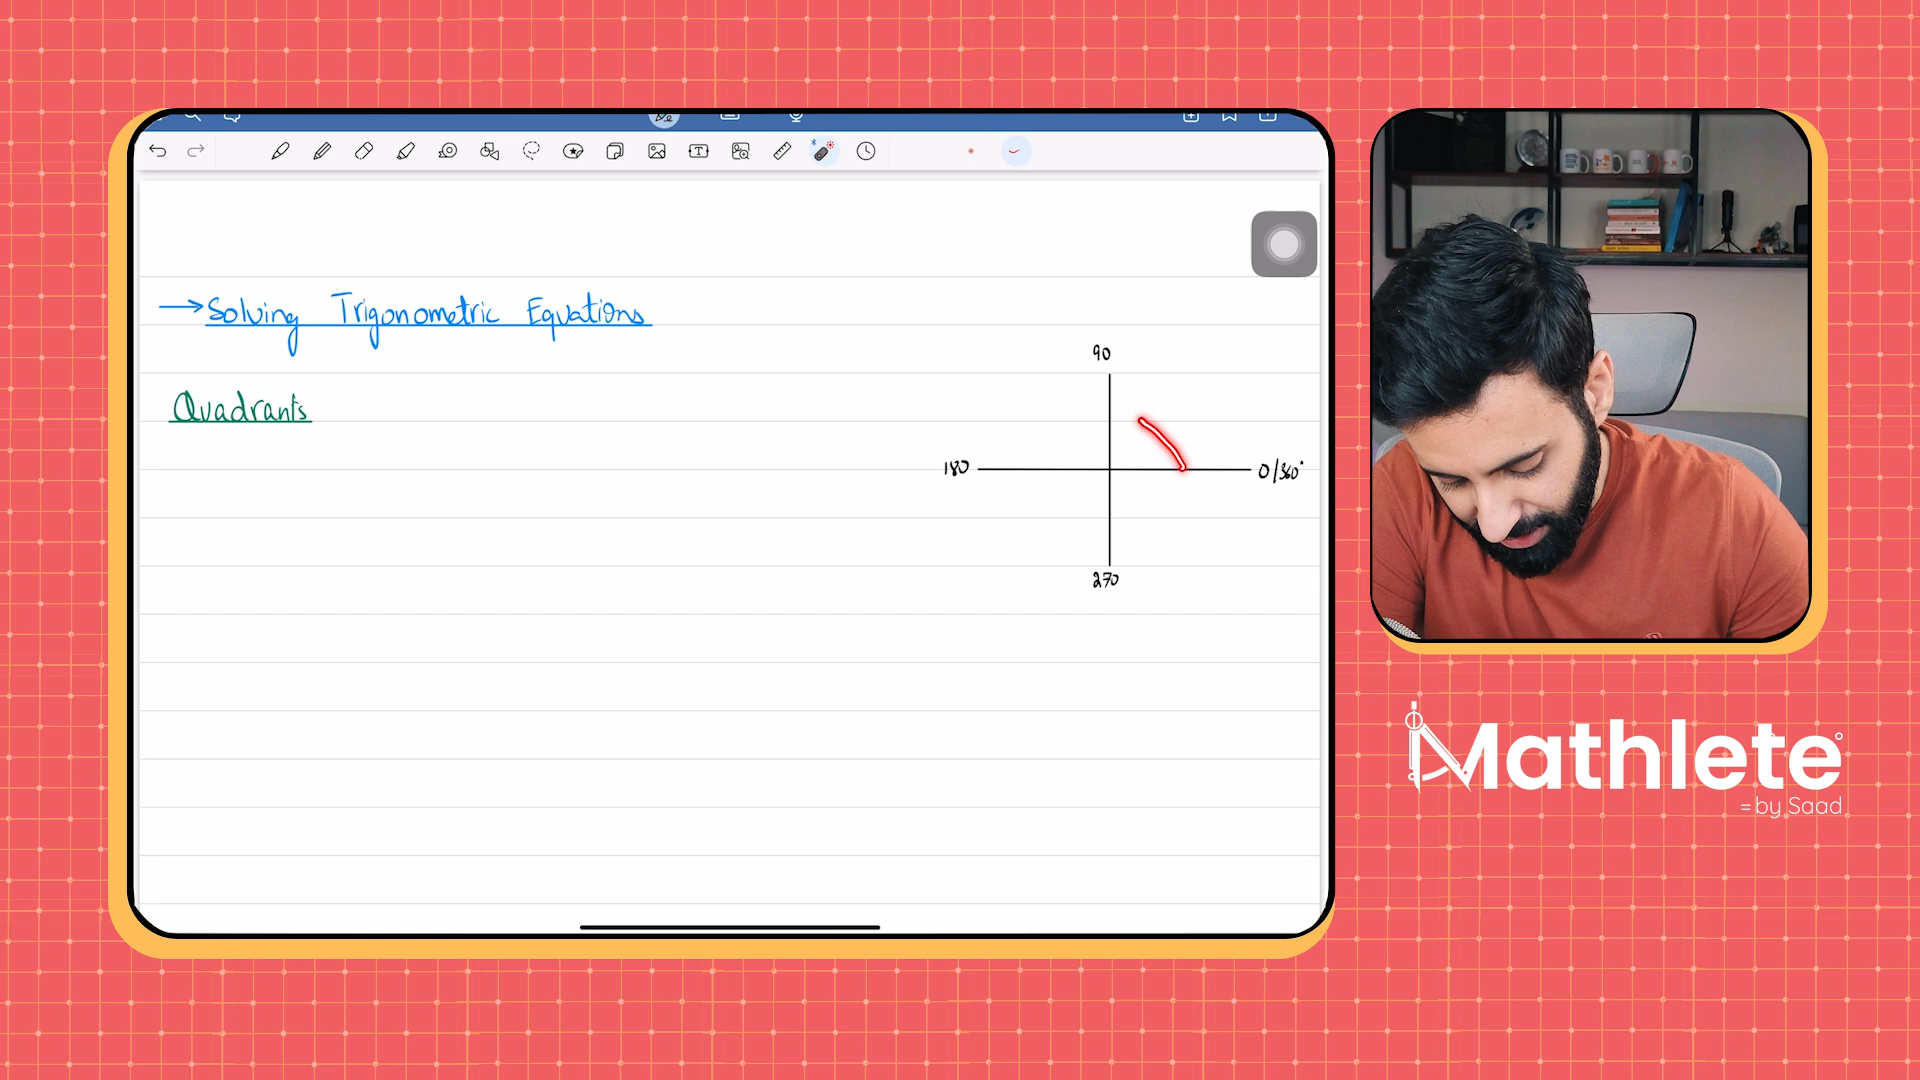 →Solving Trigonometric Equations
90
Quadrants
180
0/360°
270
Mathlete
=by Saad